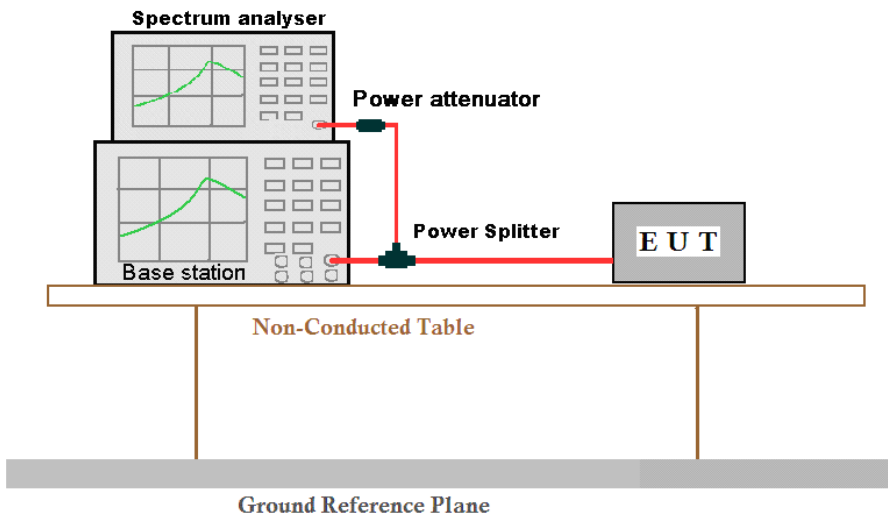 Spectrum analyser
Power attenuator
Power Splitter
E U T
Base station
Non-Conducted Table
Ground Reference Plane